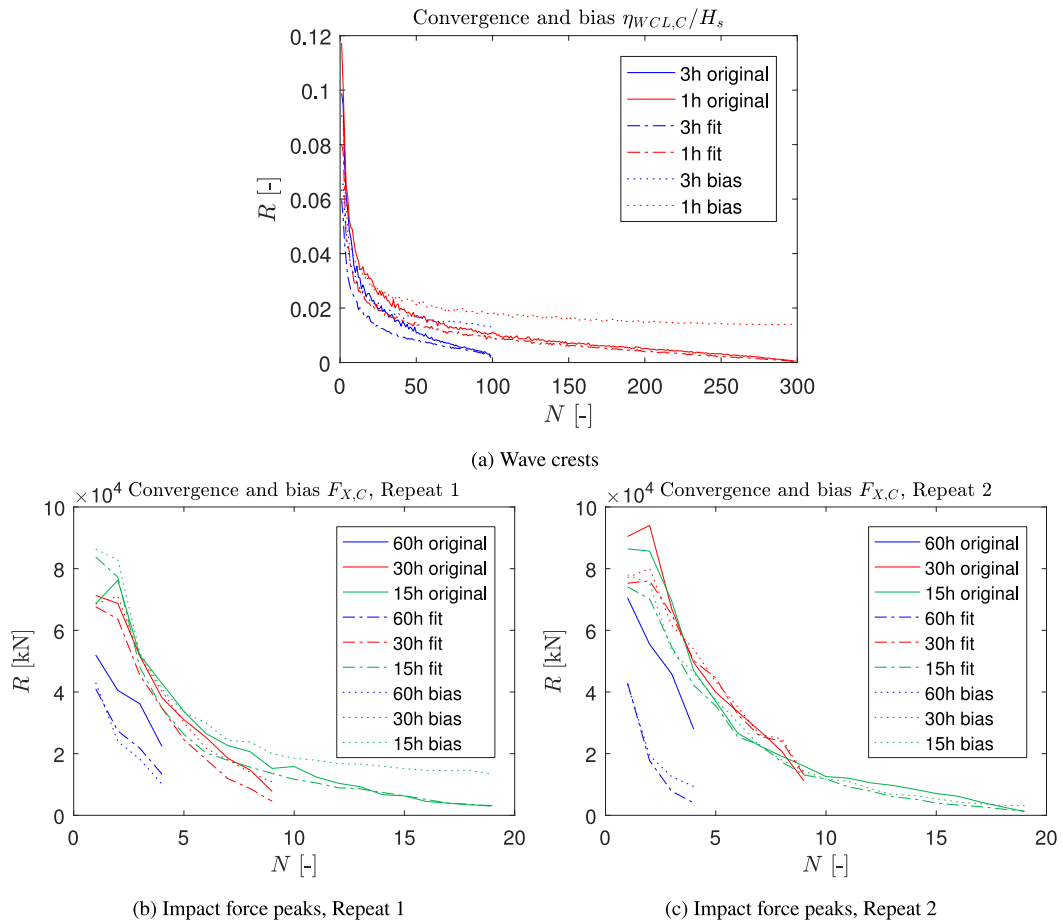 Convergence and bias η_{WCL,C}/H_s
0.12
0.1
0.08
0.06
0.04
0.02
0
R [-]
3h original
1h original
3h fit
1h fit
3h bias
1h bias
0 50 100 150 200 250 300
N [-]
(a) Wave crests
×10^4 Convergence and bias F_{X,C}, Repeat 1
10
8
6
4
2
0
R [kN]
60h original
30h original
15h original
60h fit
30h fit
15h fit
60h bias
30h bias
15h bias
0 5 10 15 20
N [-]
(b) Impact force peaks, Repeat 1
×10^4 Convergence and bias F_{X,C}, Repeat 2
10
8
6
4
2
0
R [kN]
60h original
30h original
15h original
60h fit
30h fit
15h fit
60h bias
30h bias
15h bias
0 5 10 15 20
N [-]
(c) Impact force peaks, Repeat 2